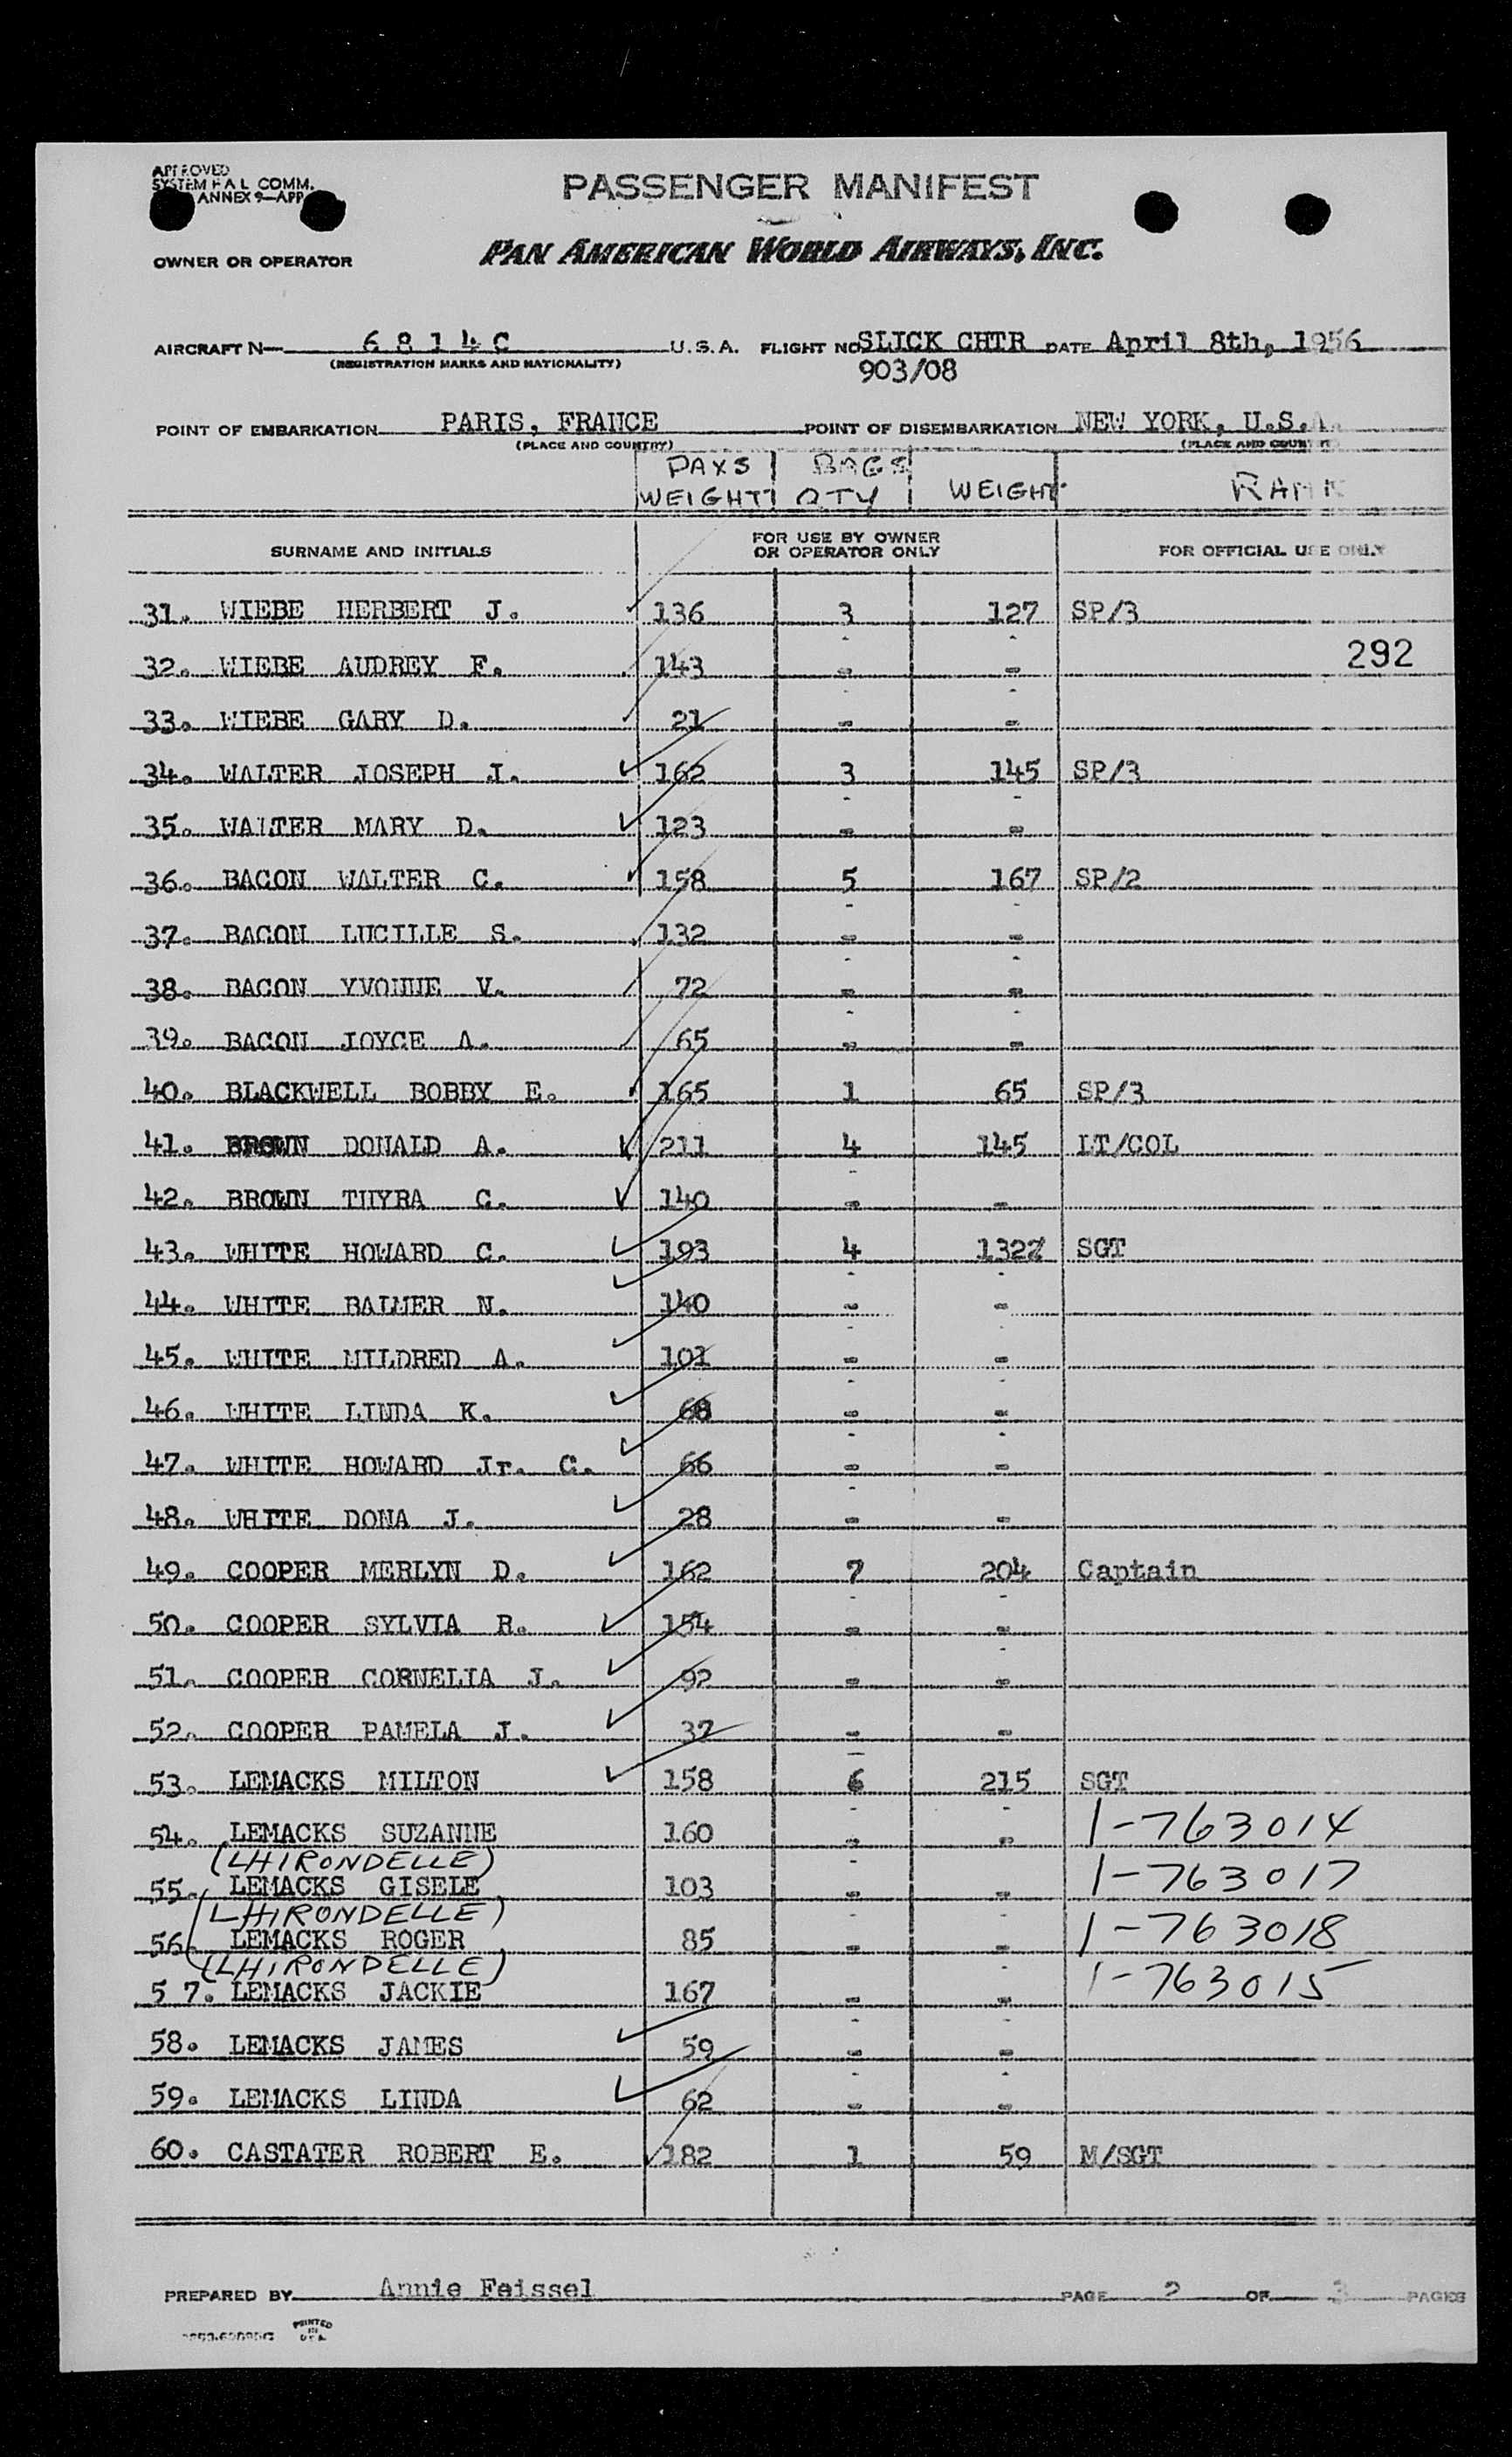 APPROVED
SYSTEM F A L COMM.
ANNEX 9—APP
PASSENGER MANIFEST
OWNER OR OPERATOR
PAN AMERICAN WORLD AIRWAYS, INC.
AIRCRAFT N— 6 8 1 4 C U.S.A. FLIGHT NO SLICK CHTR DATE April 8th, 1956
(REGISTRATION MARKS AND NATIONALITY) 903/08
POINT OF EMBARKATION PARIS, FRANCE POINT OF DISEMBARKATION NEW YORK, U.S.A.
(PLACE AND COUNTRY) (PLACE AND COUNTRY)
PAXS WEIGHT BAGS QTY WEIGHT RANK
SURNAME AND INITIALS FOR USE BY OWNER OR OPERATOR ONLY FOR OFFICIAL USE ONLY
31. WIEBE HERBERT J. 136 3 127 SP/3
292
32. WIEBE AUDREY F. 143 - -
33. WIEBE GARY D. 21 - -
34. WALTER JOSEPH J. 162 3 145 SP/3
35. WALTER MARY D. 123 - -
36. BACON WALTER C. 158 5 167 SP/2
37. BACON LUCILLE S. 132 - -
38. BACON YVONNE V. 72 - -
39. BACON JOYCE A. 65 - -
40. BLACKWELL BOBBY E. 165 1 65 SP/3
41. BROWN DONALD A. 211 4 145 LT/COL
42. BROWN THYRA C. 140 - -
43. WHITE HOWARD C. 193 4 132 SGT
44. WHITE BALMER N. 140 - -
45. WHITE MILDRED A. 101 - -
46. WHITE LINDA K. 68 - -
47. WHITE HOWARD Jr. C. 66 - -
48. WHITE DONA J. 28 - -
49. COOPER MERLYN D. 162 7 204 Captain
50. COOPER SYLVIA R. 154 - -
51. COOPER CORNELIA J. 92 - -
52. COOPER PAMELA J. 37 - -
53. LEMACKS MILTON 158 6 215 SGT
54. LEMACKS SUZANNE 160 - - 1-763014
(LHIRONDELLE)
55. LEMACKS GISELE 103 - - 1-763017
(LHIRONDELLE)
56. LEMACKS ROGER 85 - - 1-763018
(LHIRONDELLE)
5 7. LEMACKS JACKIE 167 - - 1-763015
58. LEMACKS JAMES 59 - -
59. LEMACKS LINDA 62 - -
60. CASTATER ROBERT E. 182 1 59 M/SGT
PREPARED BY Annie Feissel PAGE 2 OF 3 PAGES
PRINTED IN U.S.A.